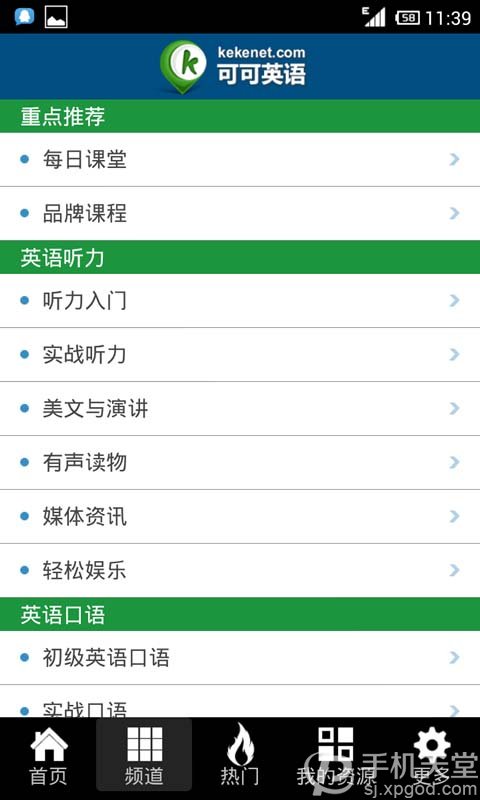 E
58
11:39
k
kekenet.com
可可英语
重点推荐
每日课堂
品牌课程
英语听力
听力入门
实战听力
美文与演讲
有声读物
媒体资讯
轻松娱乐
英语口语
初级英语口语
实战口语
首页
频道
热门
我的资源
更多
手机天堂
sj.xpgod.com